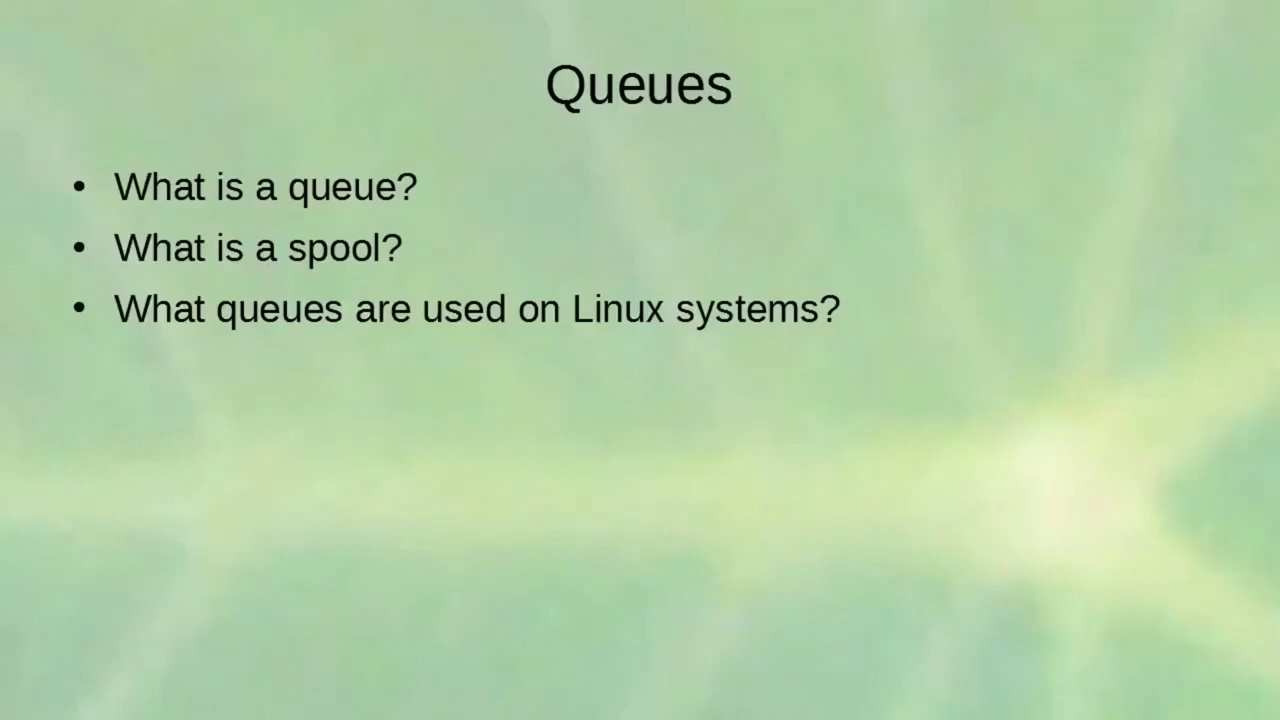 Queues
• What is a queue?
• What is a spool?
• What queues are used on Linux systems?